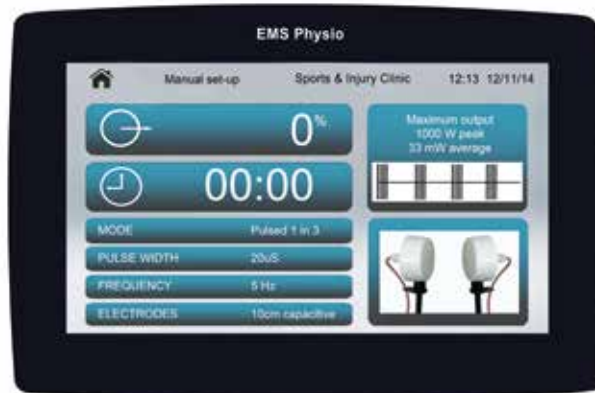 EMS Physio
Manual set-up Sports & Injury Clinic 12:13 12/11/14
0%
Maximum output
1000 W peak
33 mW average
00:00
MODE Pulsed 1 in 3
PULSE WIDTH 20uS
FREQUENCY 5 Hz
ELECTRODES 10cm capacitive